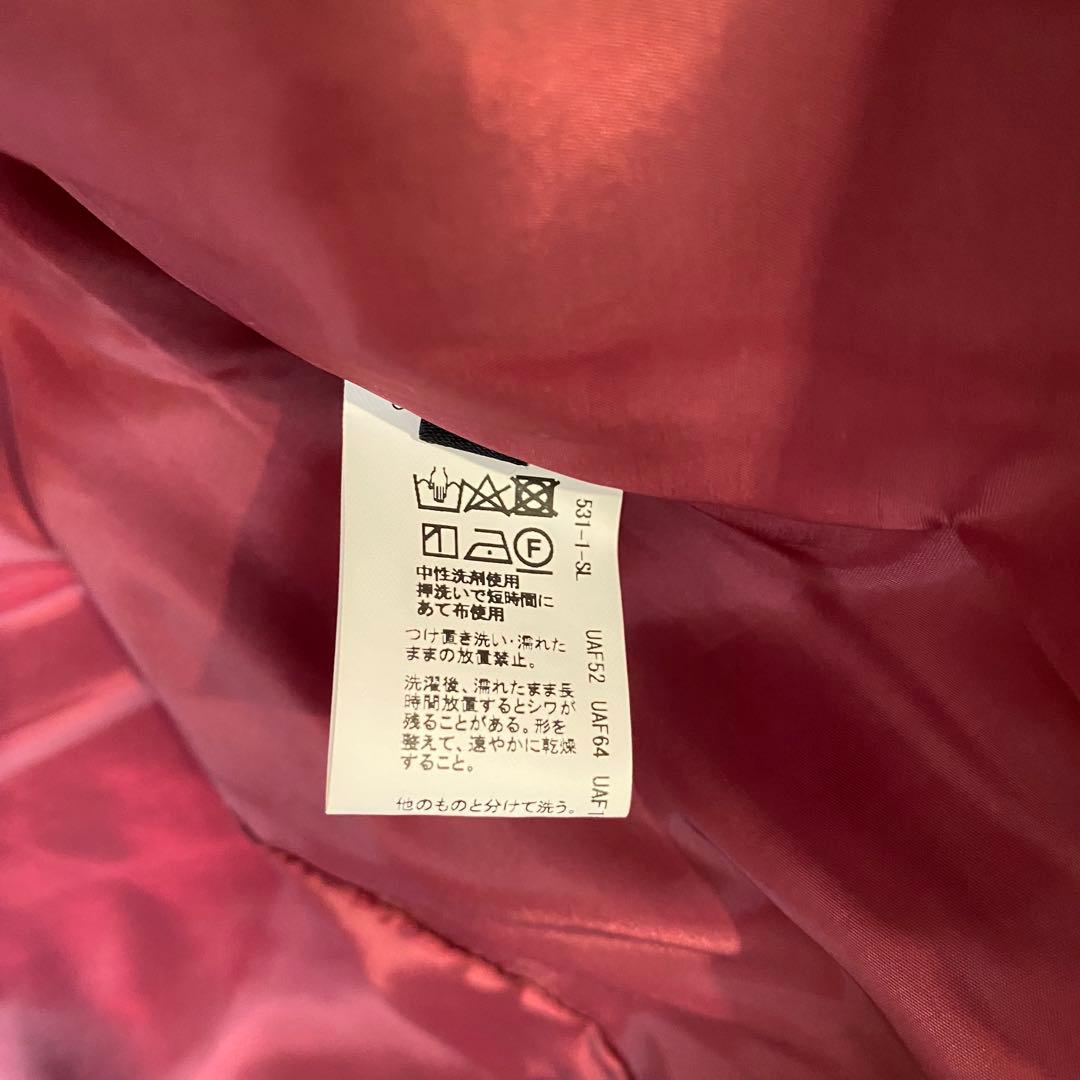 F
中性洗剤使用
押洗いで短時間に
あて布使用
つけ置き洗い・濡れた
ままの放置禁止。
洗濯後、濡れたまま長
時間放置するとシワが
残ることがある。形を
整えて、速やかに乾燥
すること。
他のものと分けて洗う。
531-1-SL UAF52 UAF64 UAF1